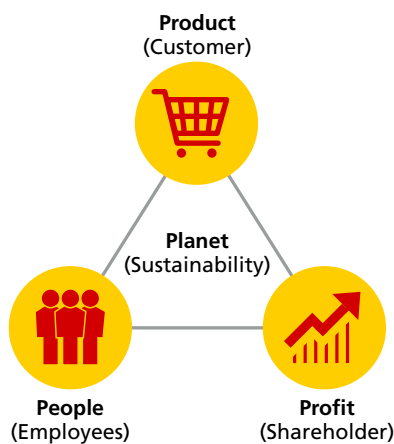 Product
(Customer)
Planet
(Sustainability)
People
(Employees)
Profit
(Shareholder)